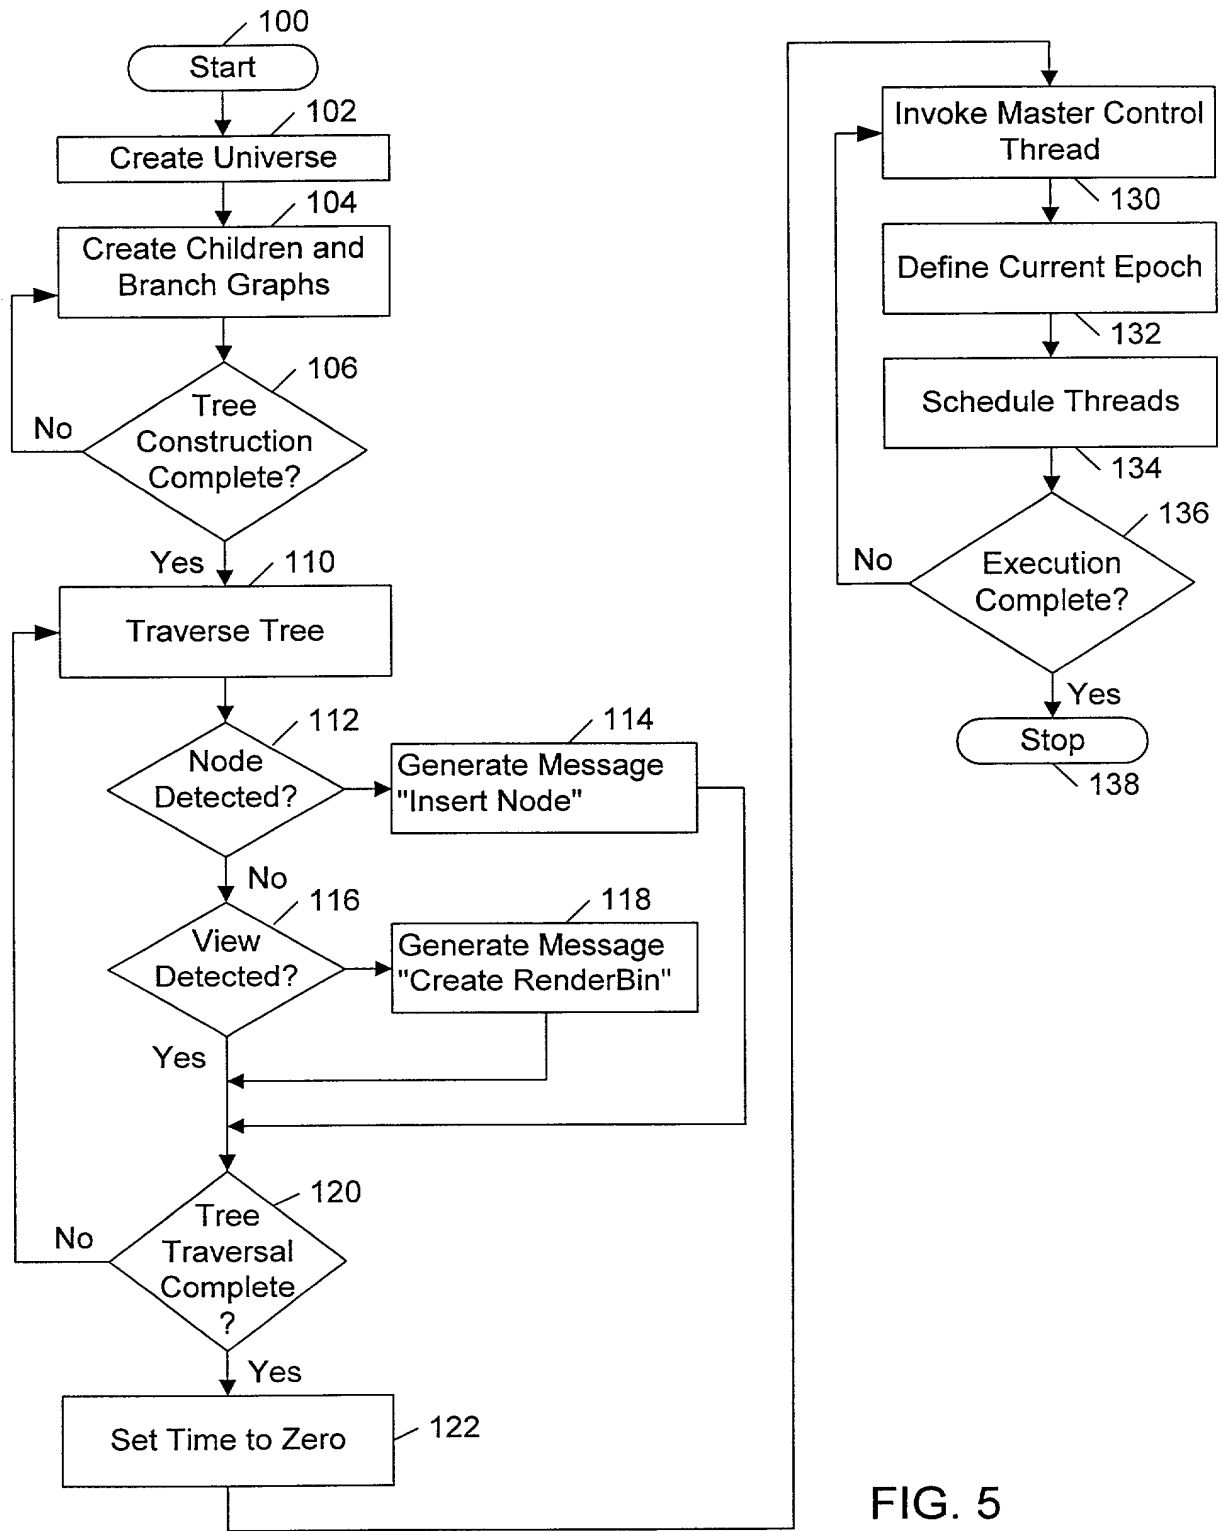 100
Start
102
Create Universe
104
Create Children and
Branch Graphs
106
Tree
Construction
Complete?
No
Yes
110
Traverse Tree
112
Node
Detected?
114
Generate Message
"Insert Node"
No
116
View
Detected?
118
Generate Message
"Create RenderBin"
Yes
120
Tree
Traversal
Complete
?
No
Yes
Set Time to Zero
122
Invoke Master Control
Thread
130
Define Current Epoch
132
Schedule Threads
134
136
Execution
Complete?
No
Yes
Stop
138
FIG. 5